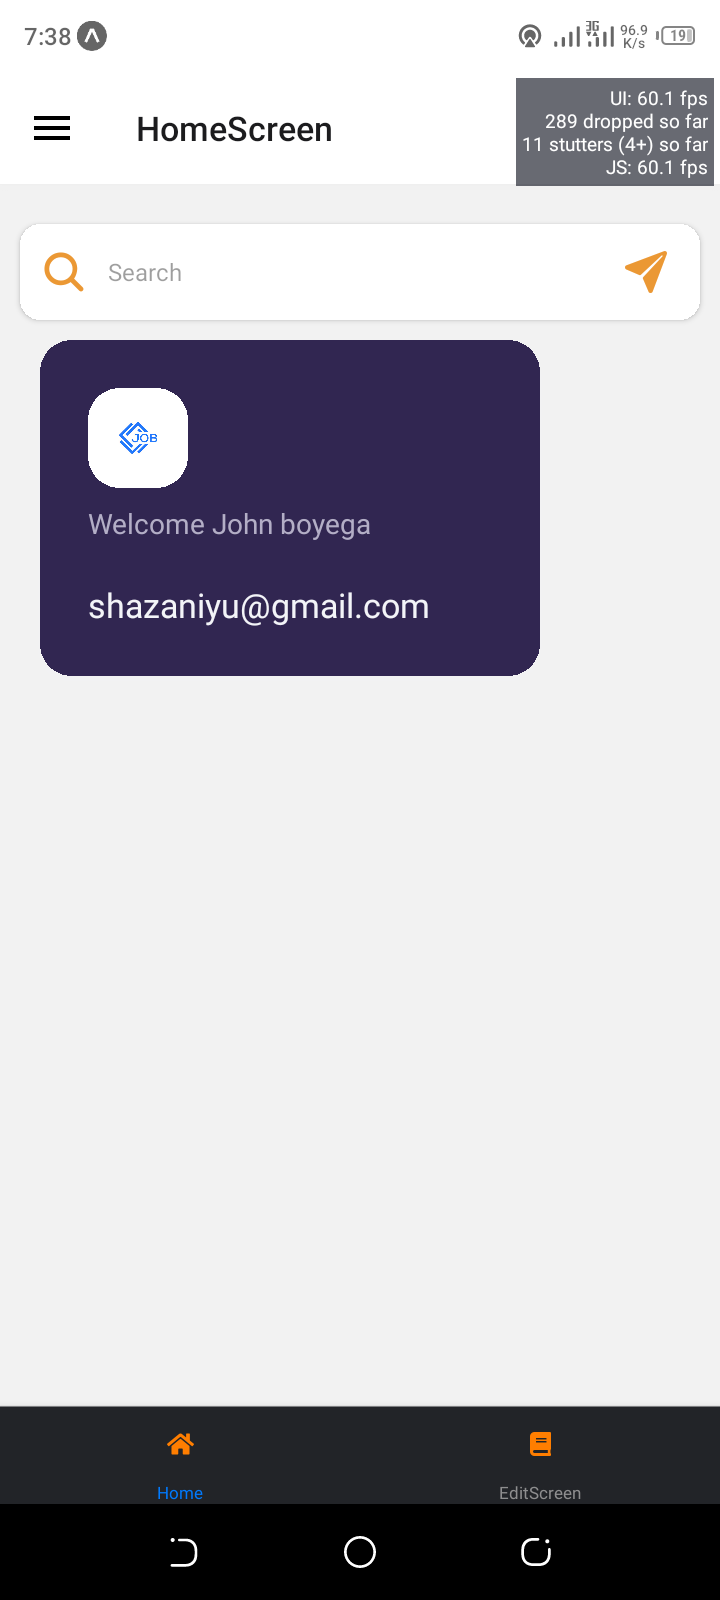 7:38
96.9
K/s
3G
19
HomeScreen
UI: 60.1 fps
289 dropped so far
11 stutters (4+) so far
JS: 60.1 fps
Search
JOB
Welcome John boyega
shazaniyu@gmail.com
Home
EditScreen